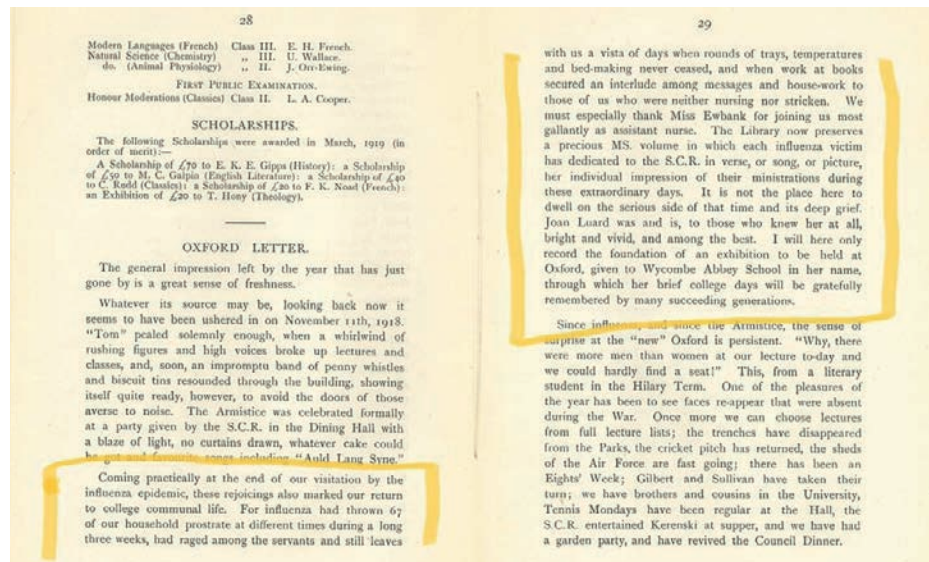 28
Modern Languages (French) Class III. E. H. French.
Natural Science (Chemistry) „ III. U. Wallace.
do. (Animal Physiology) „ II. J. Orr-Ewing.
First Public Examination.
Honour Moderations (Classics) Class II. L. A. Cooper.
SCHOLARSHIPS.
The following Scholarships were awarded in March, 1919 (in
order of merit):—
A Scholarship of £70 to E. K. E. Gipps (History): a Scholarship
of £50 to M. C. Galpin (English Literature): a Scholarship of £40
to C. Rudd (Classics): a Scholarship of £20 to F. K. Noad (French):
an Exhibition of £20 to T. Hony (Theology).
OXFORD LETTER.
The general impression left by the year that has just
gone by is a great sense of freshness.
Whatever its source may be, looking back now it
seems to have been ushered in on November 11th, 1918.
"Tom" pealed solemnly enough, when a whirlwind of
rushing figures and high voices broke up lectures and
classes, and, soon, an impromptu band of penny whistles
and biscuit tins resounded through the building, showing
itself quite ready, however, to avoid the doors of those
averse to noise. The Armistice was celebrated formally
at a party given by the S.C.R. in the Dining Hall with
a blaze of light, no curtains drawn, whatever cake could
be got and favourite songs including "Auld Lang Syne."
Coming practically at the end of our visitation by the
influenza epidemic, these rejoicings also marked our return
to college communal life. For influenza had thrown 67
of our household prostrate at different times during a long
three weeks, had raged among the servants and still leaves
29
with us a vista of days when rounds of trays, temperatures
and bed-making never ceased, and when work at books
secured an interlude among messages and house-work to
those of us who were neither nursing nor stricken. We
must especially thank Miss Ewbank for joining us most
gallantly as assistant nurse. The Library now preserves
a precious MS. volume in which each influenza victim
has dedicated to the S.C.R. in verse, or song, or picture,
her individual impression of their ministrations during
these extraordinary days. It is not the place here to
dwell on the serious side of that time and its deep grief.
Joan Luard was and is, to those who knew her at all,
bright and vivid, and among the best. I will here only
record the foundation of an exhibition to be held at
Oxford, given to Wycombe Abbey School in her name,
through which her brief college days will be gratefully
remembered by many succeeding generations.
Since influenza, and since the Armistice, the sense of
surprise at the "new" Oxford is persistent. "Why, there
were more men than women at our lecture to-day and
we could hardly find a seat!" This, from a literary
student in the Hilary Term. One of the pleasures of
the year has been to see faces re-appear that were absent
during the War. Once more we can choose lectures
from full lecture lists; the trenches have disappeared
from the Parks, the cricket pitch has returned, the sheds
of the Air Force are fast going; there has been an
Eights' Week; Gilbert and Sullivan have taken their
turn; we have brothers and cousins in the University,
Tennis Mondays have been regular at the Hall, the
S.C.R. entertained Kerenski at supper, and we have had
a garden party, and have revived the Council Dinner.